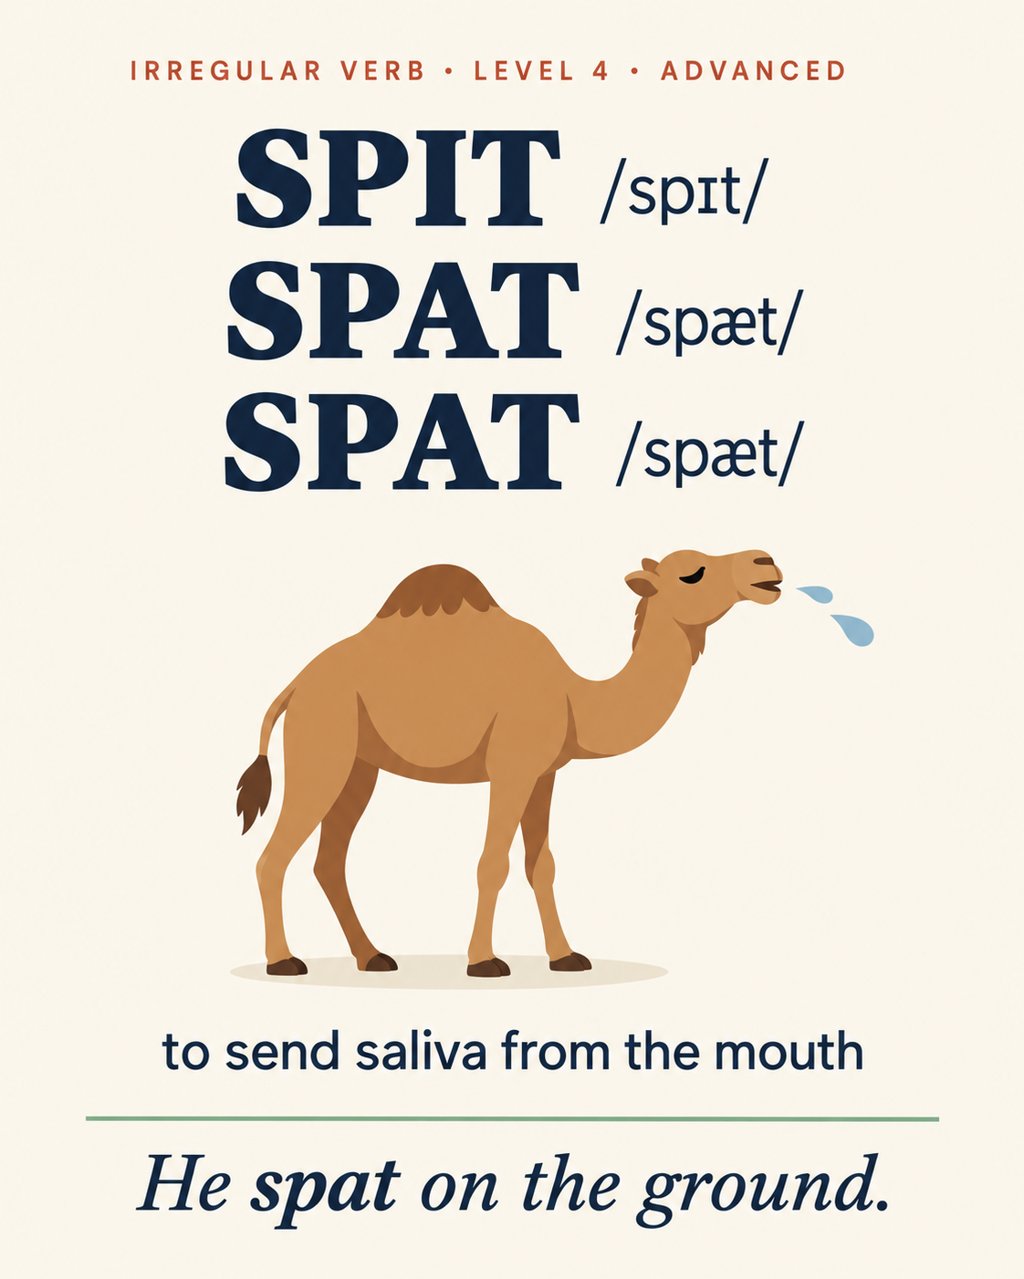 IRREGULAR VERB • LEVEL 4 • ADVANCED
SPIT /spɪt/
SPAT /spæt/
SPAT /spæt/
to send saliva from the mouth
He spat on the ground.